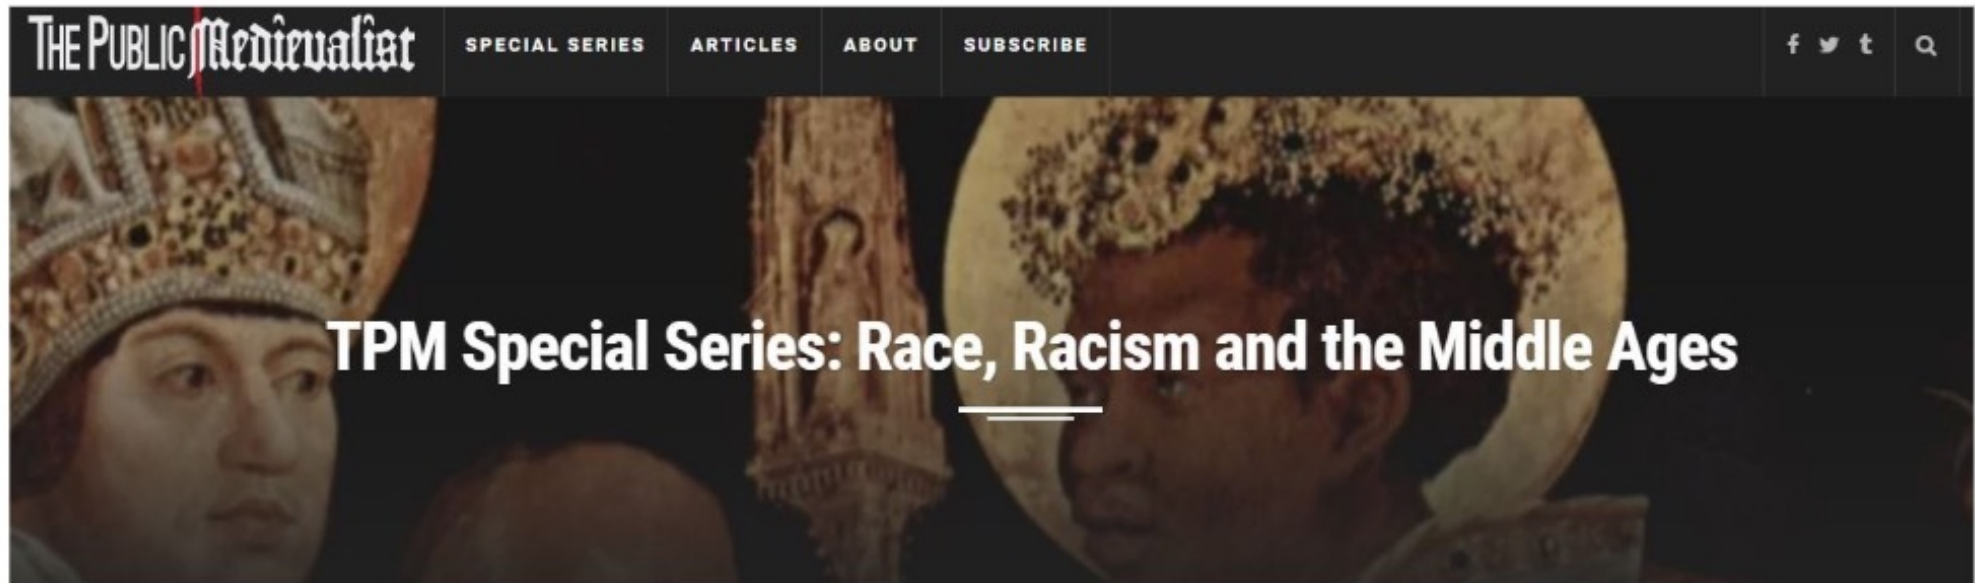 THE PUBLIC Medievalist
SPECIAL SERIES
ARTICLES
ABOUT
SUBSCRIBE
TPM Special Series: Race, Racism and the Middle Ages